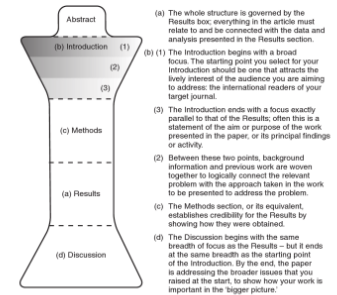 Abstract
(b) Introduction (1)
(2)
(3)
(c) Methods
(a) Results
(d) Discussion
(a) The whole structure is governed by the
Results box; everything in the article must
relate to and be connected with the data and
analysis presented in the Results section.
(b) (1) The Introduction begins with a broad
focus. The starting point you select for your
Introduction should be one that attracts the
lively interest of the audience you are aiming
to address: the international readers of your
target journal.
(3) The Introduction ends with a focus exactly
parallel to that of the Results; often this is a
statement of the aim or purpose of the work
presented in the paper, or its principal findings
or activity.
(2) Between these two points, background
information and previous work are woven
together to logically connect the relevant
problem with the approach taken in the work
to be presented to address the problem.
(c) The Methods section, or its equivalent,
establishes credibility for the Results by
showing how they were obtained.
(d) The Discussion begins with the same
breadth of focus as the Results – but it ends
at the same breadth as the starting point
of the Introduction. By the end, the paper
is addressing the broader issues that you
raised at the start, to show how your work is
important in the 'bigger picture.'